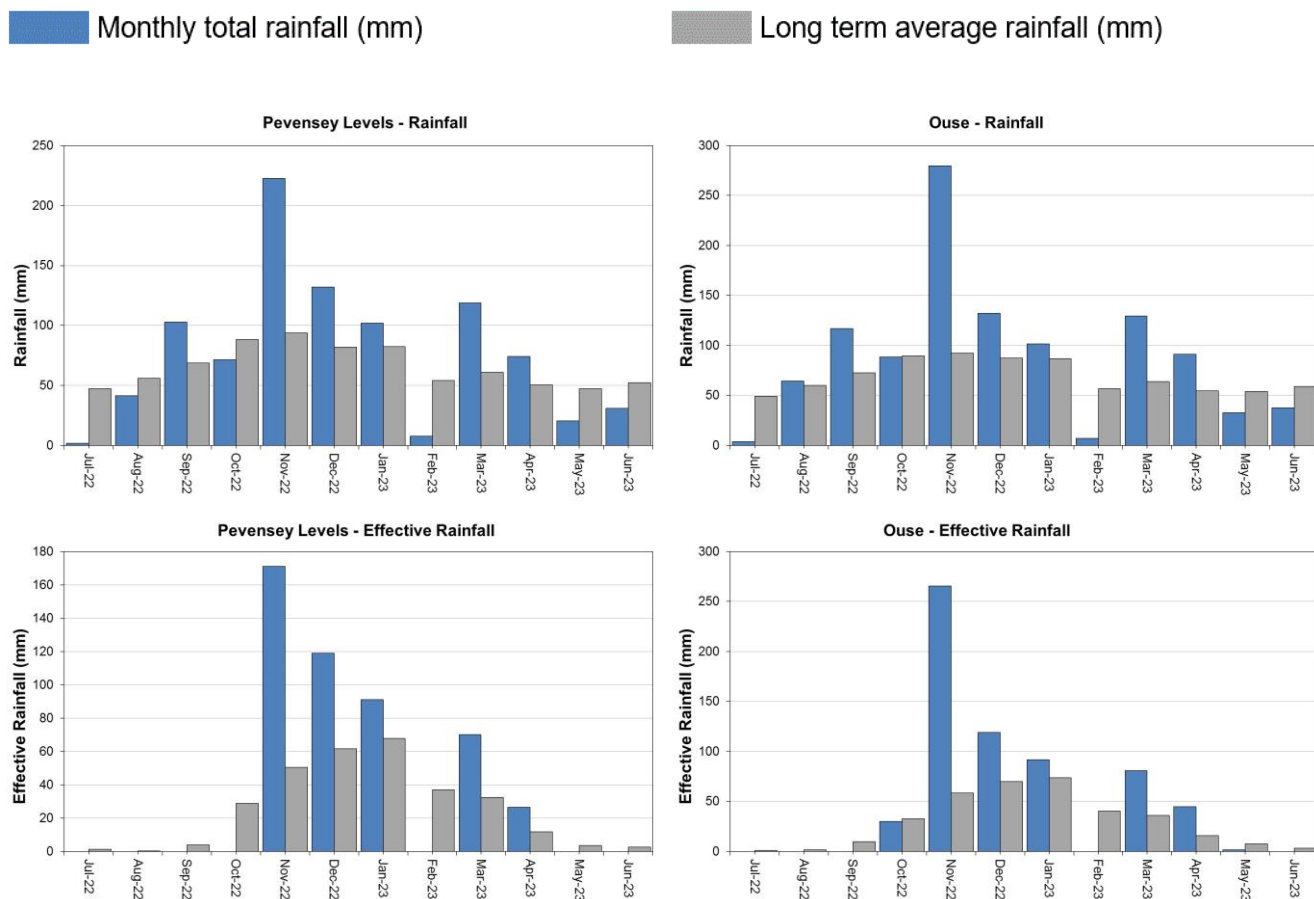 Monthly total rainfall (mm)
Long term average rainfall (mm)
Pevensey Levels - Rainfall
Rainfall (mm)
250
200
150
100
50
0
Jul-22
Aug-22
Sep-22
Oct-22
Nov-22
Dec-22
Jan-23
Feb-23
Mar-23
Apr-23
May-23
Jun-23
Ouse - Rainfall
Rainfall (mm)
300
250
200
150
100
50
0
Jul-22
Aug-22
Sep-22
Oct-22
Nov-22
Dec-22
Jan-23
Feb-23
Mar-23
Apr-23
May-23
Jun-23
Pevensey Levels - Effective Rainfall
Effective Rainfall (mm)
180
160
140
120
100
80
60
40
20
0
Jul-22
Aug-22
Sep-22
Oct-22
Nov-22
Dec-22
Jan-23
Feb-23
Mar-23
Apr-23
May-23
Jun-23
Ouse - Effective Rainfall
Effective Rainfall (mm)
300
250
200
150
100
50
0
Jul-22
Aug-22
Sep-22
Oct-22
Nov-22
Dec-22
Jan-23
Feb-23
Mar-23
Apr-23
May-23
Jun-23